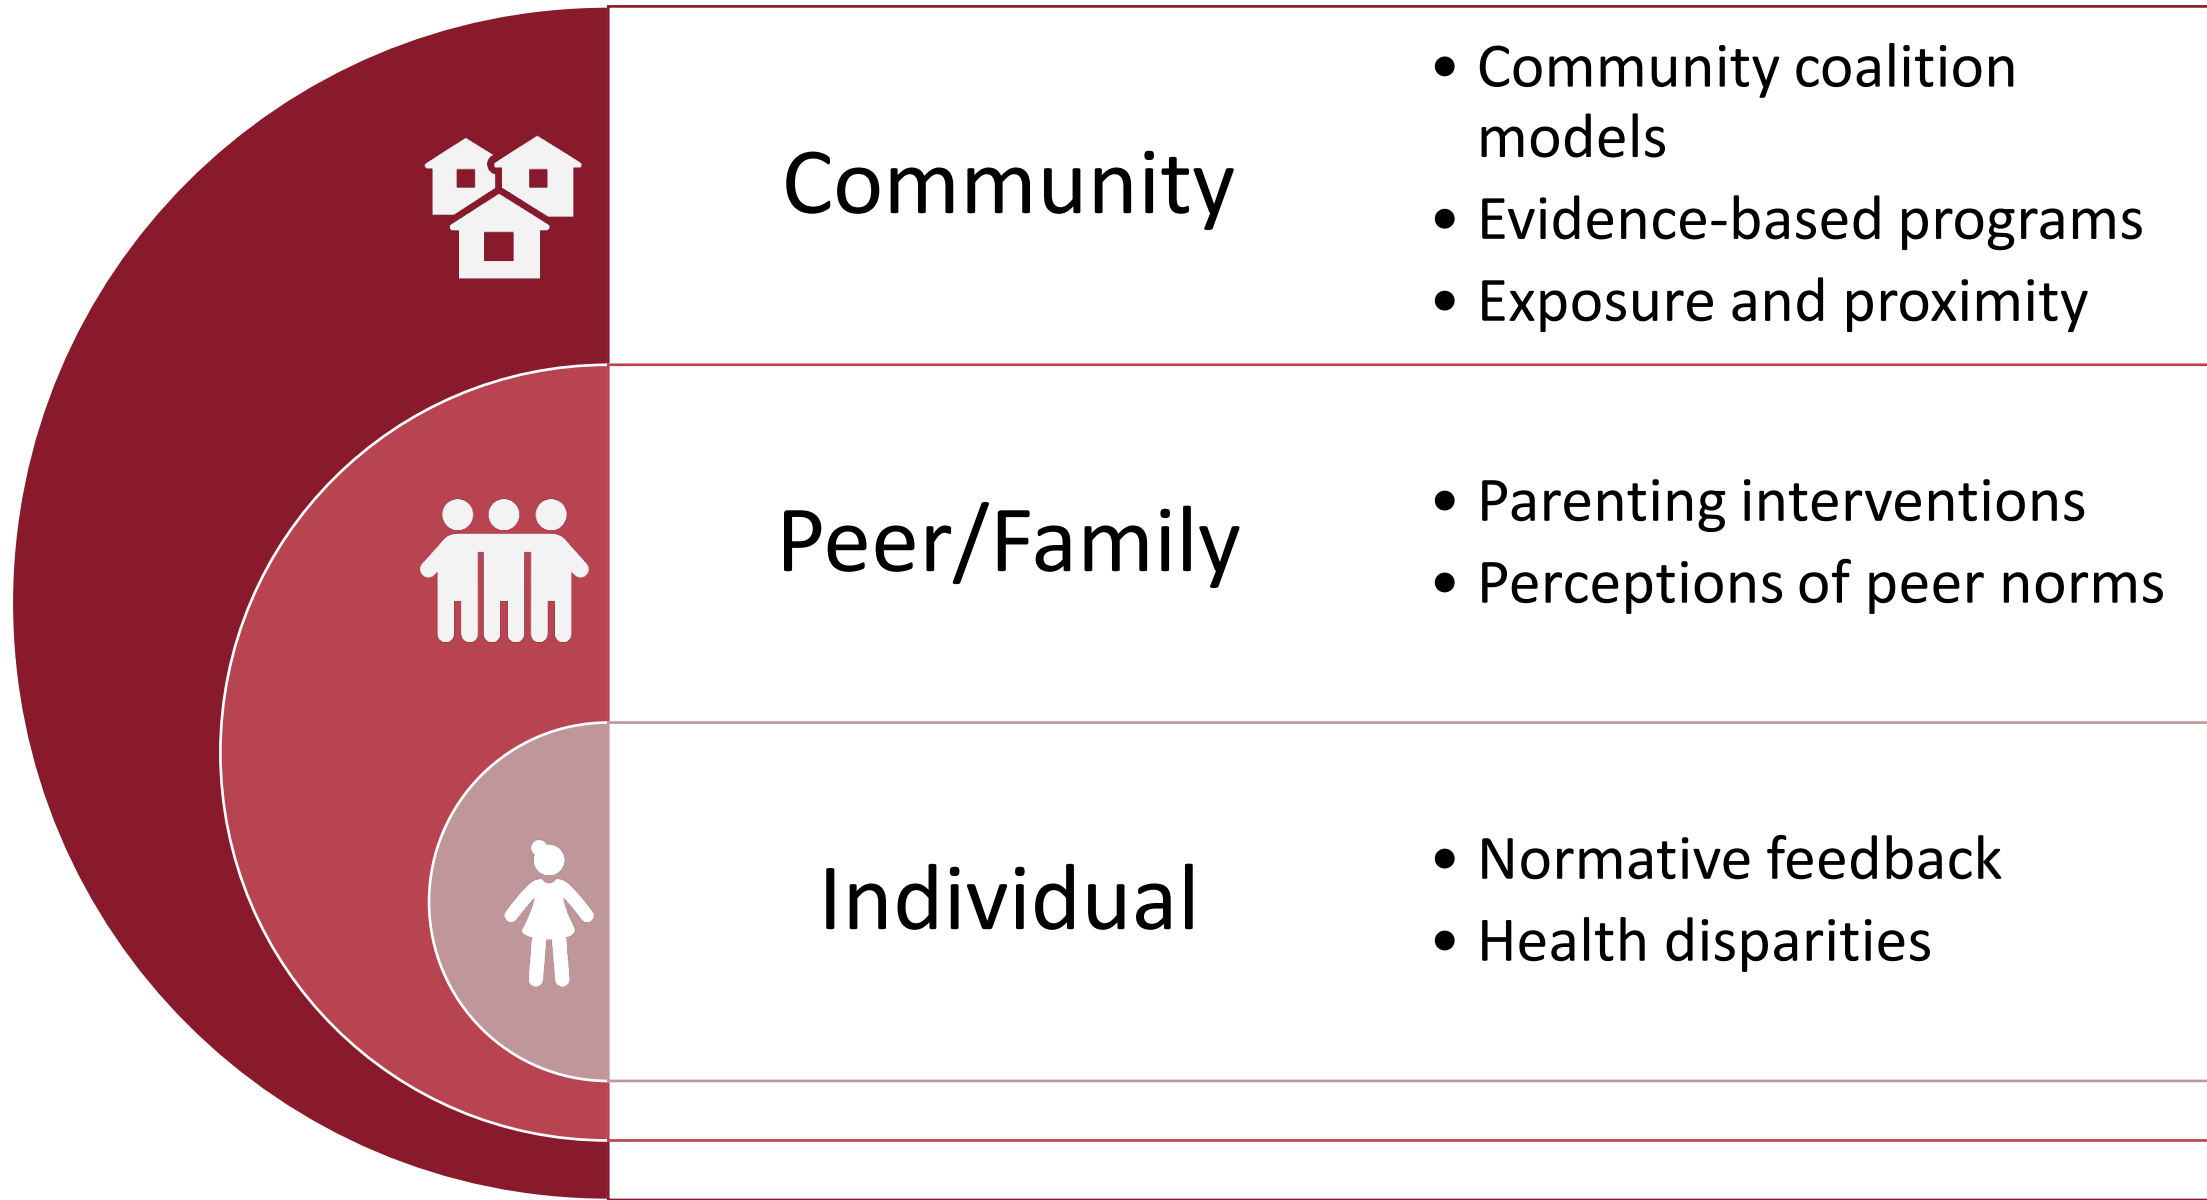 Community
• Community coalition
models
• Evidence-based programs
• Exposure and proximity
Peer/Family
• Parenting interventions
• Perceptions of peer norms
Individual
• Normative feedback
• Health disparities